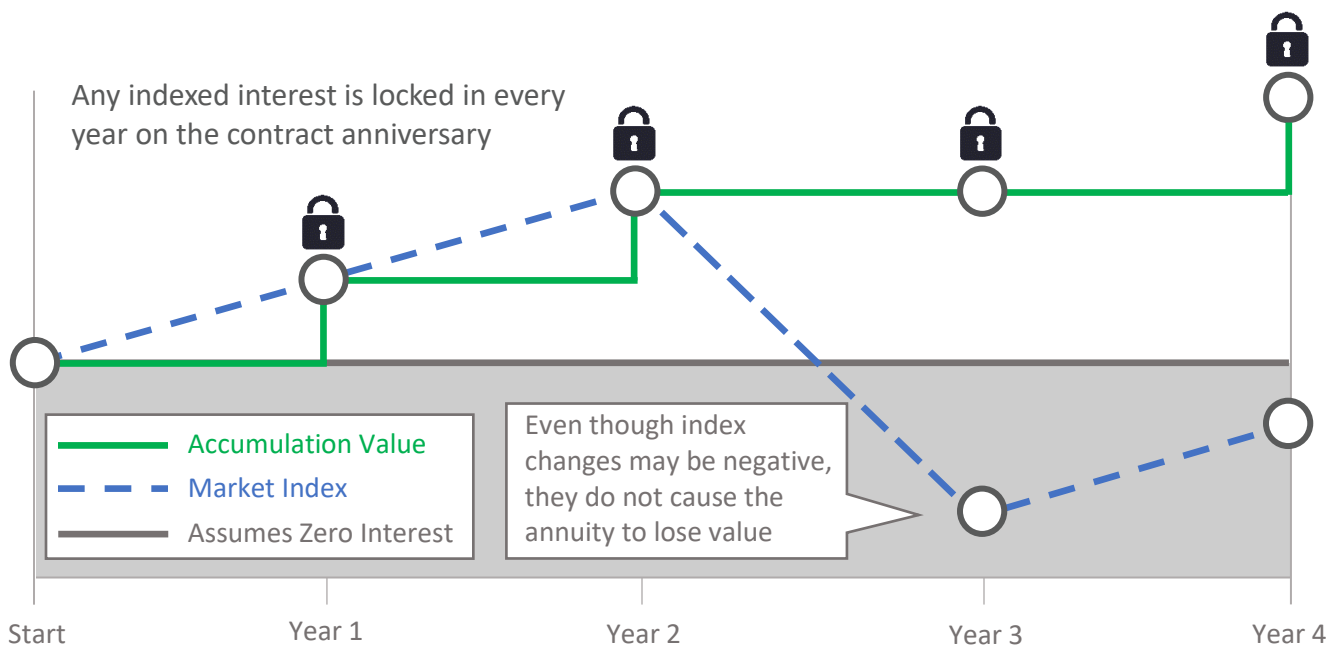 Any indexed interest is locked in every
year on the contract anniversary
Accumulation Value
Market Index
Assumes Zero Interest
Even though index
changes may be negative,
they do not cause the
annuity to lose value
Start
Year 1
Year 2
Year 3
Year 4